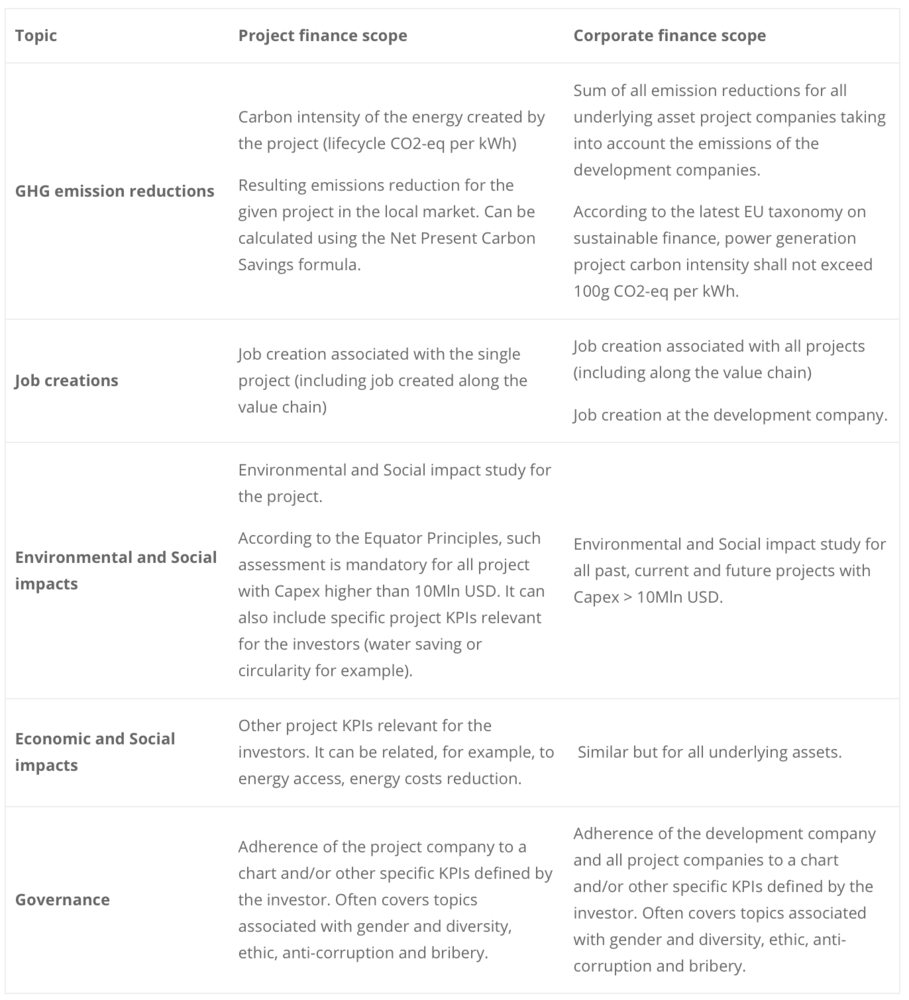 Topic
Project finance scope
Corporate finance scope
GHG emission reductions
Carbon intensity of the energy created by
the project (lifecycle CO2-eq per kWh)
Resulting emissions reduction for the
given project in the local market. Can be
calculated using the Net Present Carbon
Savings formula.
Sum of all emission reductions for all
underlying asset project companies taking
into account the emissions of the
development companies.
According to the latest EU taxonomy on
sustainable finance, power generation
project carbon intensity shall not exceed
100g CO2-eq per kWh.
Job creations
Job creation associated with the single
project (including job created along the
value chain)
Job creation associated with all projects
(including along the value chain)
Job creation at the development company.
Environmental and Social
impacts
Environmental and Social impact study for
the project.
According to the Equator Principles, such
assessment is mandatory for all project
with Capex higher than 10Mln USD. It can
also include specific project KPIs relevant
for the investors (water saving or
circularity for example).
Environmental and Social impact study for
all past, current and future projects with
Capex > 10Mln USD.
Economic and Social
impacts
Other project KPIs relevant for the
investors. It can be related, for example, to
energy access, energy costs reduction.
Similar but for all underlying assets.
Governance
Adherence of the project company to a
chart and/or other specific KPIs defined by
the investor. Often covers topics
associated with gender and diversity,
ethic, anti-corruption and bribery.
Adherence of the development company
and all project companies to a chart
and/or other specific KPIs defined by the
investor. Often covers topics associated
with gender and diversity, ethic, anti-
corruption and bribery.